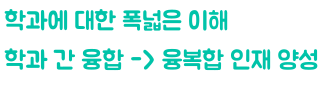 학과에 대한 폭넓은 이해
학과 간 융합 -> 융복합 인재 양성